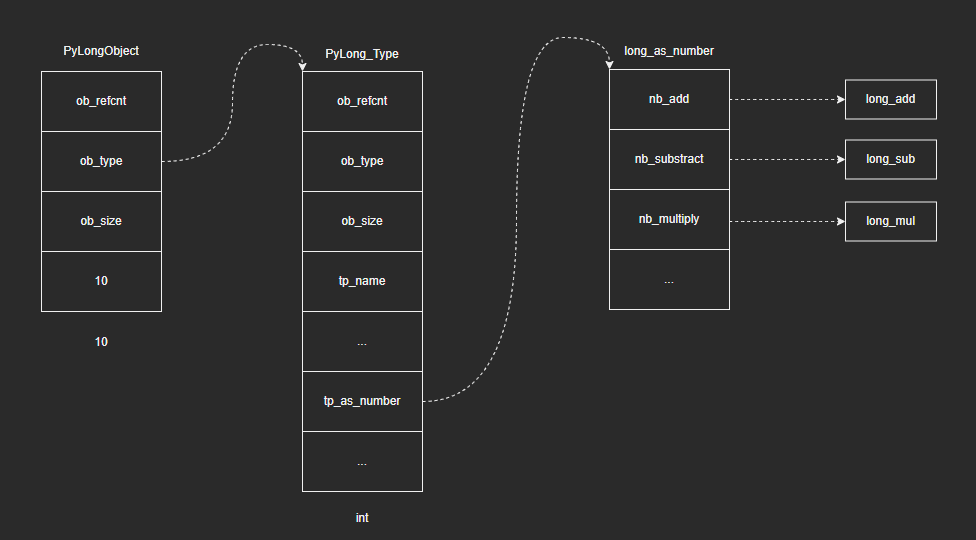 PyLongObject
ob_refcnt
ob_type
ob_size
10
10
PyLong_Type
ob_refcnt
ob_type
ob_size
tp_name
...
tp_as_number
...
int
long_as_number
nb_add
nb_substract
nb_multiply
...
long_add
long_sub
long_mul